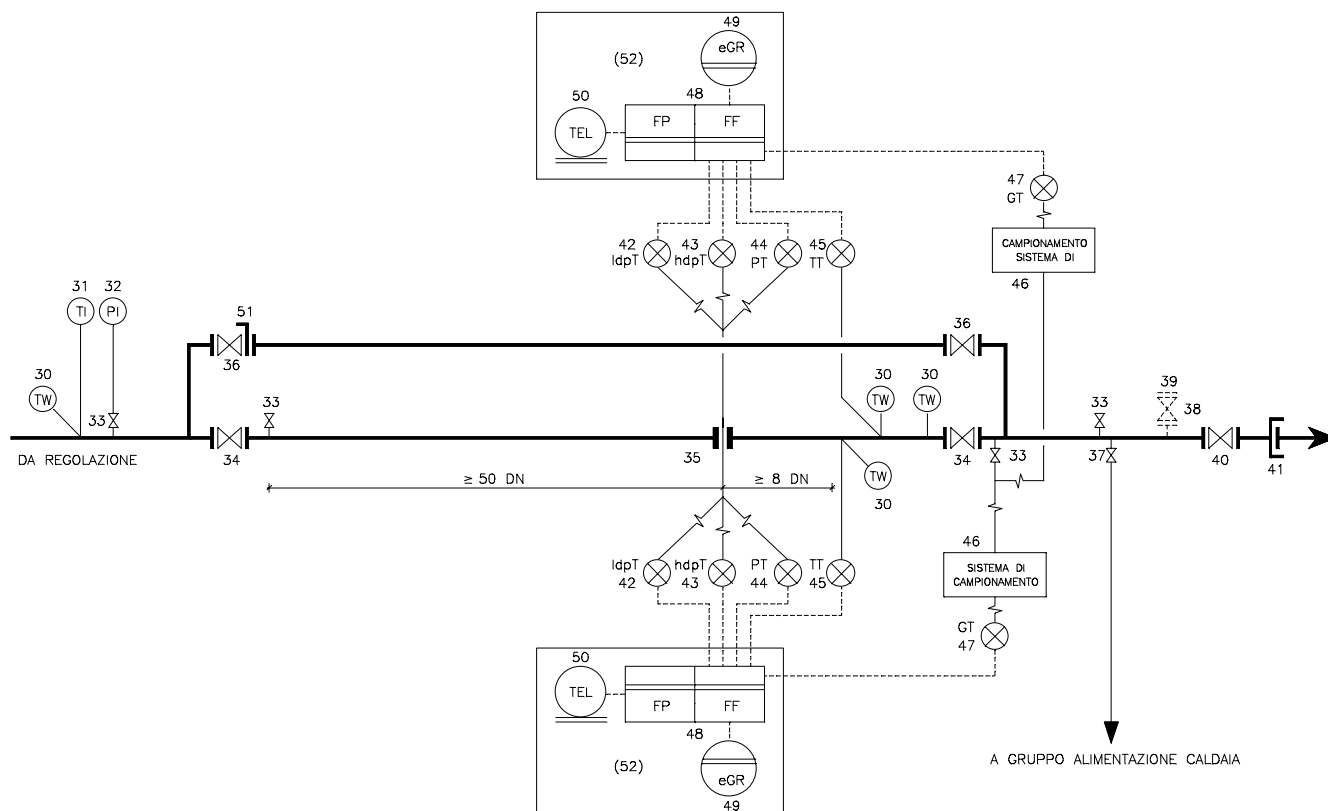 49
eGR
(52)
50
48
TEL
FP
FF
47
GT
42
ldpT
43
hdpT
44
PT
45
TT
CAMPIONAMENTO
SISTEMA DI
46
31
32
51
TI
PI
36
36
30
30
30
39
TW
33
33
TW
TW
33
38
DA REGOLAZIONE
34
35
34
33
37
40
41
≥ 50 DN
≥ 8 DN
TW
30
46
ldpT
42
hdpT
43
PT
44
TT
45
SISTEMA DI
CAMPIONAMENTO
GT
47
50
TEL
FP
FF
48
(52)
eGR
49
A GRUPPO ALIMENTAZIONE CALDAIA